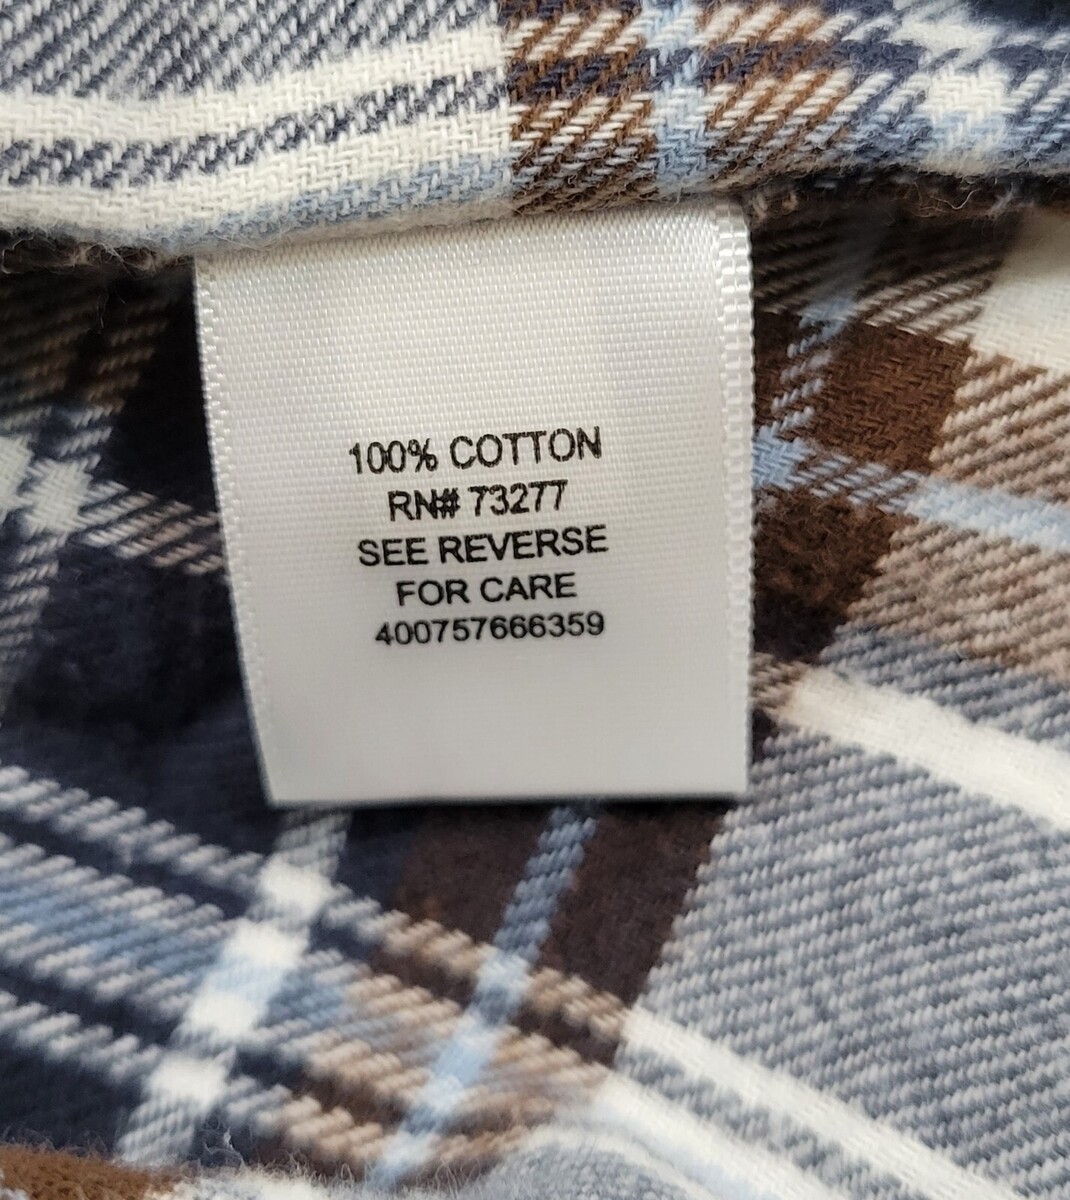 100% COTTON
RN# 73277
SEE REVERSE
FOR CARE
400757666359